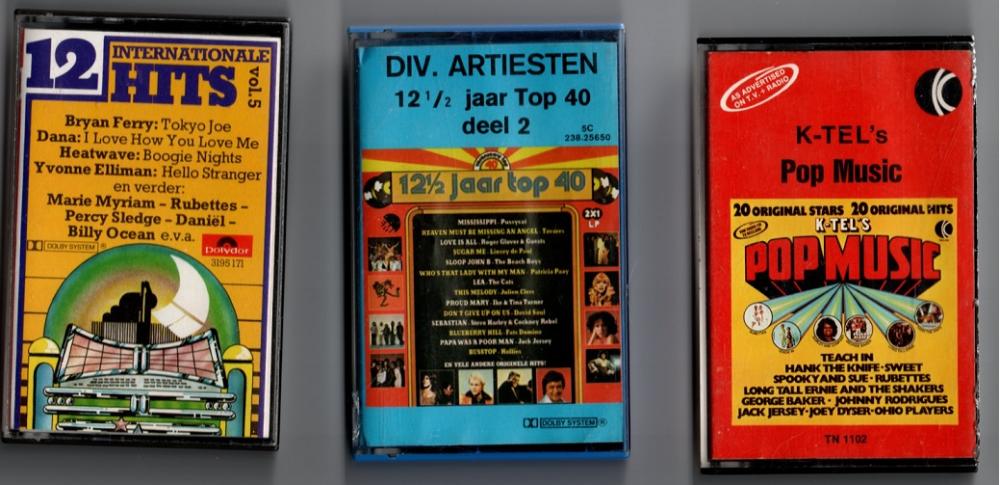 12 INTERNATIONALE
HITS vol.5
Bryan Ferry: Tokyo Joe
Dana: I Love How You Love Me
Heatwave: Boogie Nights
Yvonne Elliman: Hello Stranger
en verder:
Marie Myriam – Rubettes –
Percy Sledge – Daniël –
Billy Ocean e.v.a.
DOLBY SYSTEM ®
Polydor
3195 171
DIV. ARTIESTEN
12 1/2 jaar Top 40
deel 2
5C
238.25650
40
12½ jaar top 40
2X1
LP
MISSISSIPPI . Pussycat
HEAVEN MUST BE MISSING AN ANGEL . Tavares
LOVE IS ALL . Roger Glover & Guests
SUGAR ME . Linsey de Paul
SLOOP JOHN B . The Beach Boys
WHO'S THAT LADY WITH MY MAN . Patricia Paay
LEA . The Cats
THIS MELODY . Julien Clerc
PROUD MARY . Ike & Tina Turner
DON'T GIVE UP ON US . David Soul
SEBASTIAN . Steve Harley & Cockney Rebel
BLUEBERRY HILL . Fats Domino
PAPA WAS A POOR MAN . Jack Jersey
BUSSTOP . Hollies
EN VELE ANDERE ORIGINELE HITS!
DOLBY SYSTEM ®
AS ADVERTISED
ON T.V. + RADIO
K
K-TEL's
Pop Music
20 ORIGINAL STARS 20 ORIGINAL HITS
K-TEL'S
POP MUSIC
TEACH IN
HANK THE KNIFE · SWEET
SPOOKY AND SUE · RUBETTES
LONG TALL ERNIE AND THE SHAKERS
GEORGE BAKER · JOHNNY RODRIGUES
JACK JERSEY · JOEY DYSER · OHIO PLAYERS
TN 1102